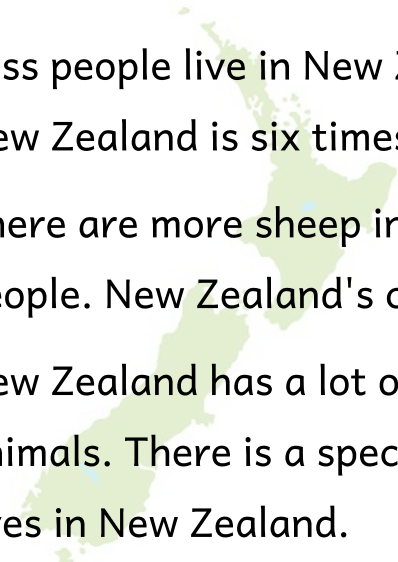 ss people live in New
ew Zealand is six times
here are more sheep in
eople. New Zealand's
ew Zealand has a lot o
nimals. There is a spec
ves in New Zealand.